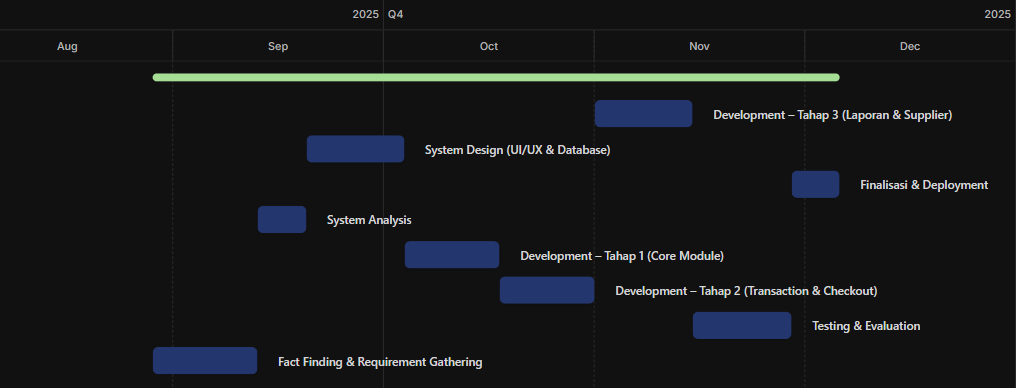 2025 Q4 2025
Aug Sep Oct Nov Dec
Development – Tahap 3 (Laporan & Supplier)
System Design (UI/UX & Database)
Finalisasi & Deployment
System Analysis
Development – Tahap 1 (Core Module)
Development – Tahap 2 (Transaction & Checkout)
Testing & Evaluation
Fact Finding & Requirement Gathering